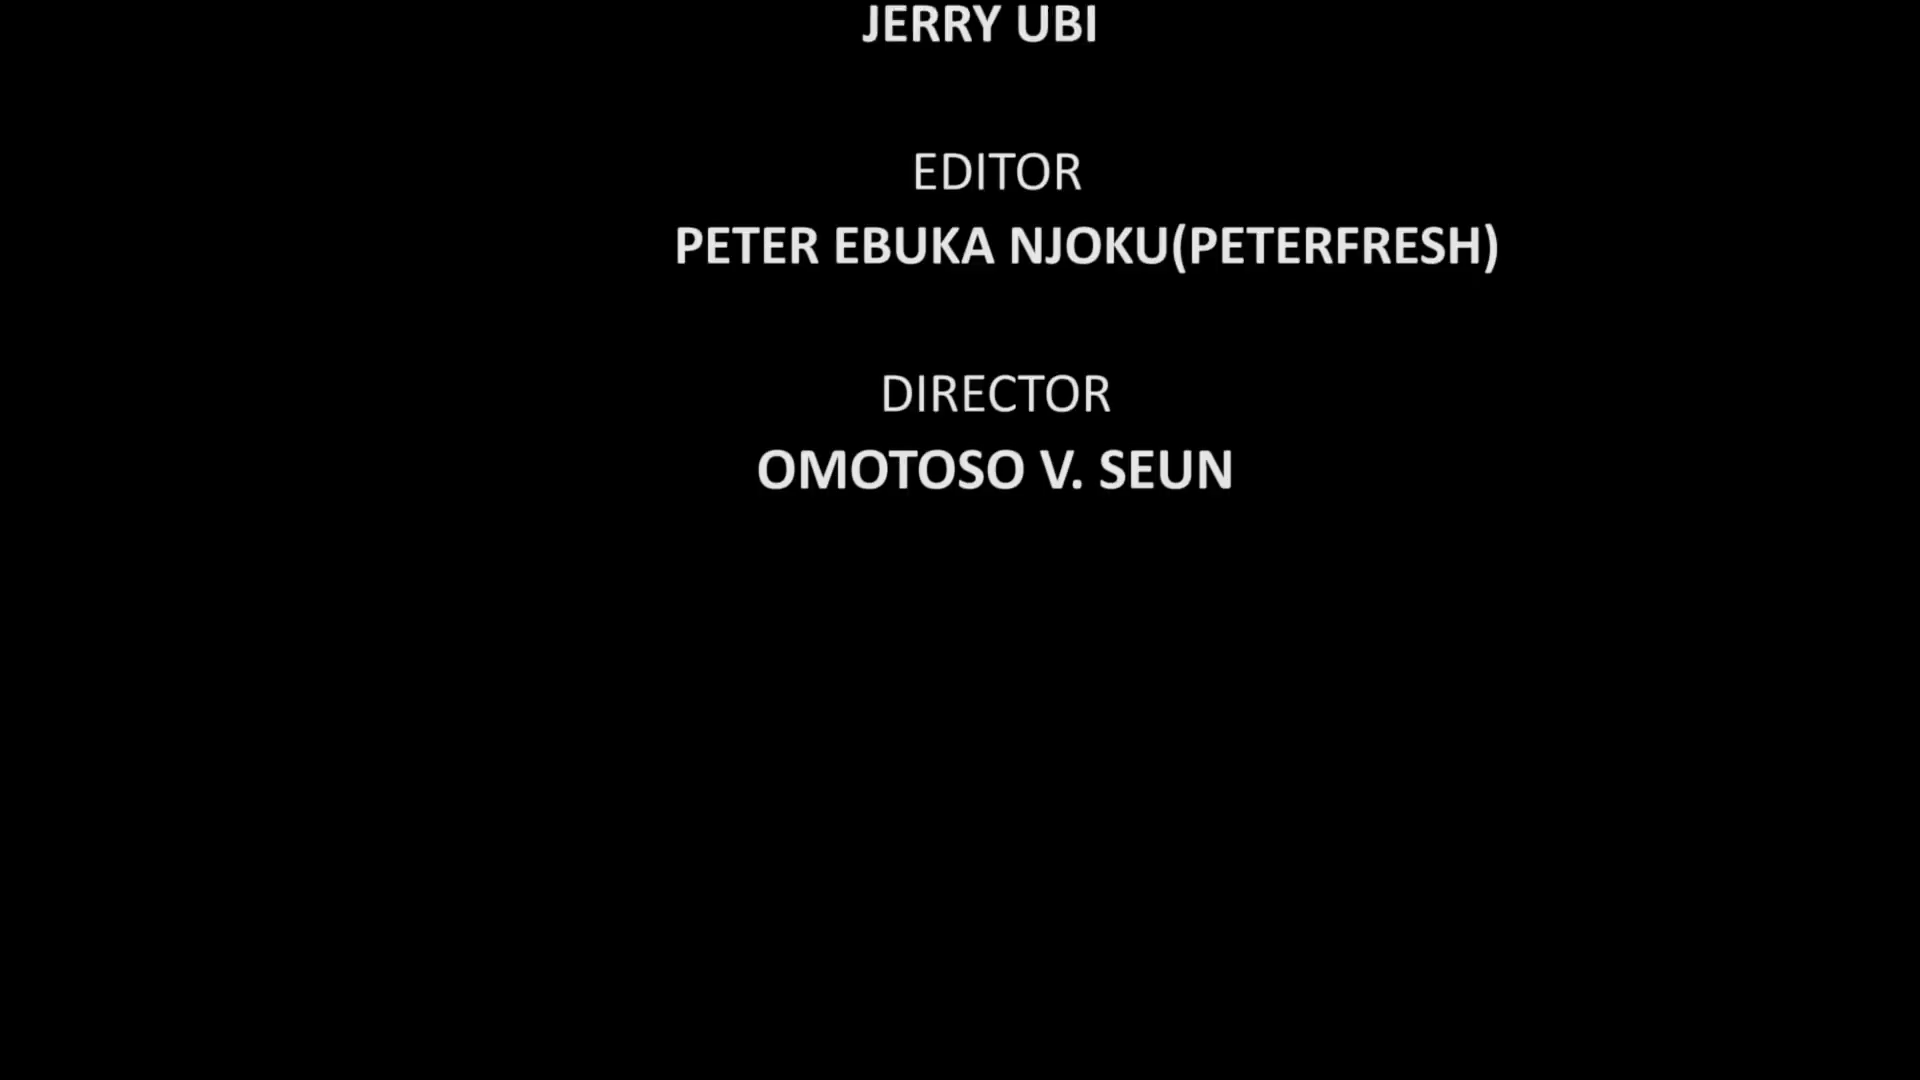 JERRY UBI
EDITOR
PETER EBUKA NJOKU(PETERFRESH)
DIRECTOR
OMOTOSO V. SEUN